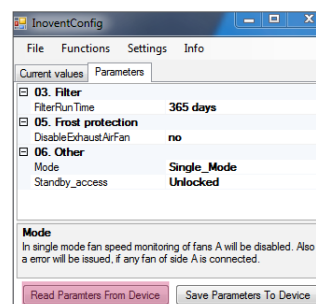 InoventConfig
File Functions Settings Info
Current values Parameters
03. Filter
FilterRunTime 365 days
05. Frost protection
DisableExhaustAirFan no
06. Other
Mode Single_Mode
Standby_access Unlocked
Mode
In single mode fan speed monitoring of fans A will be disabled. Also
a error will be issued, if any fan of side A is connected.
Read Paramters From Device Save Parameters To Device